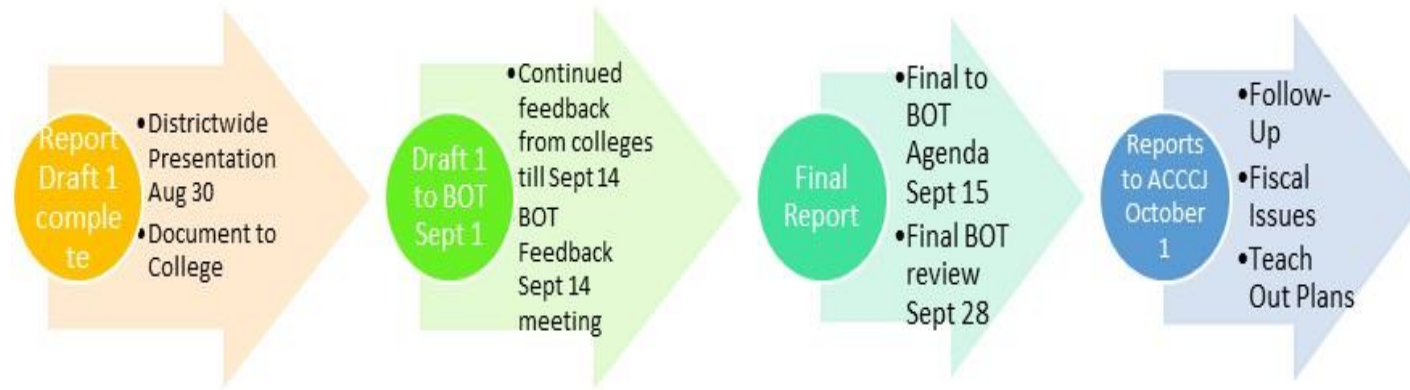 Report
Draft 1
comple
te
•Districtwide
Presentation
Aug 30
•Document to
College
Draft 1
to BOT
Sept 1
•Continued
feedback
from colleges
till Sept 14
•BOT
Feedback
Sept 14
meeting
Final
Report
•Final to
BOT
Agenda
Sept 15
•Final BOT
review
Sept 28
Reports
to ACCCJ
October
1
•Follow-
Up
•Fiscal
Issues
•Teach
Out Plans